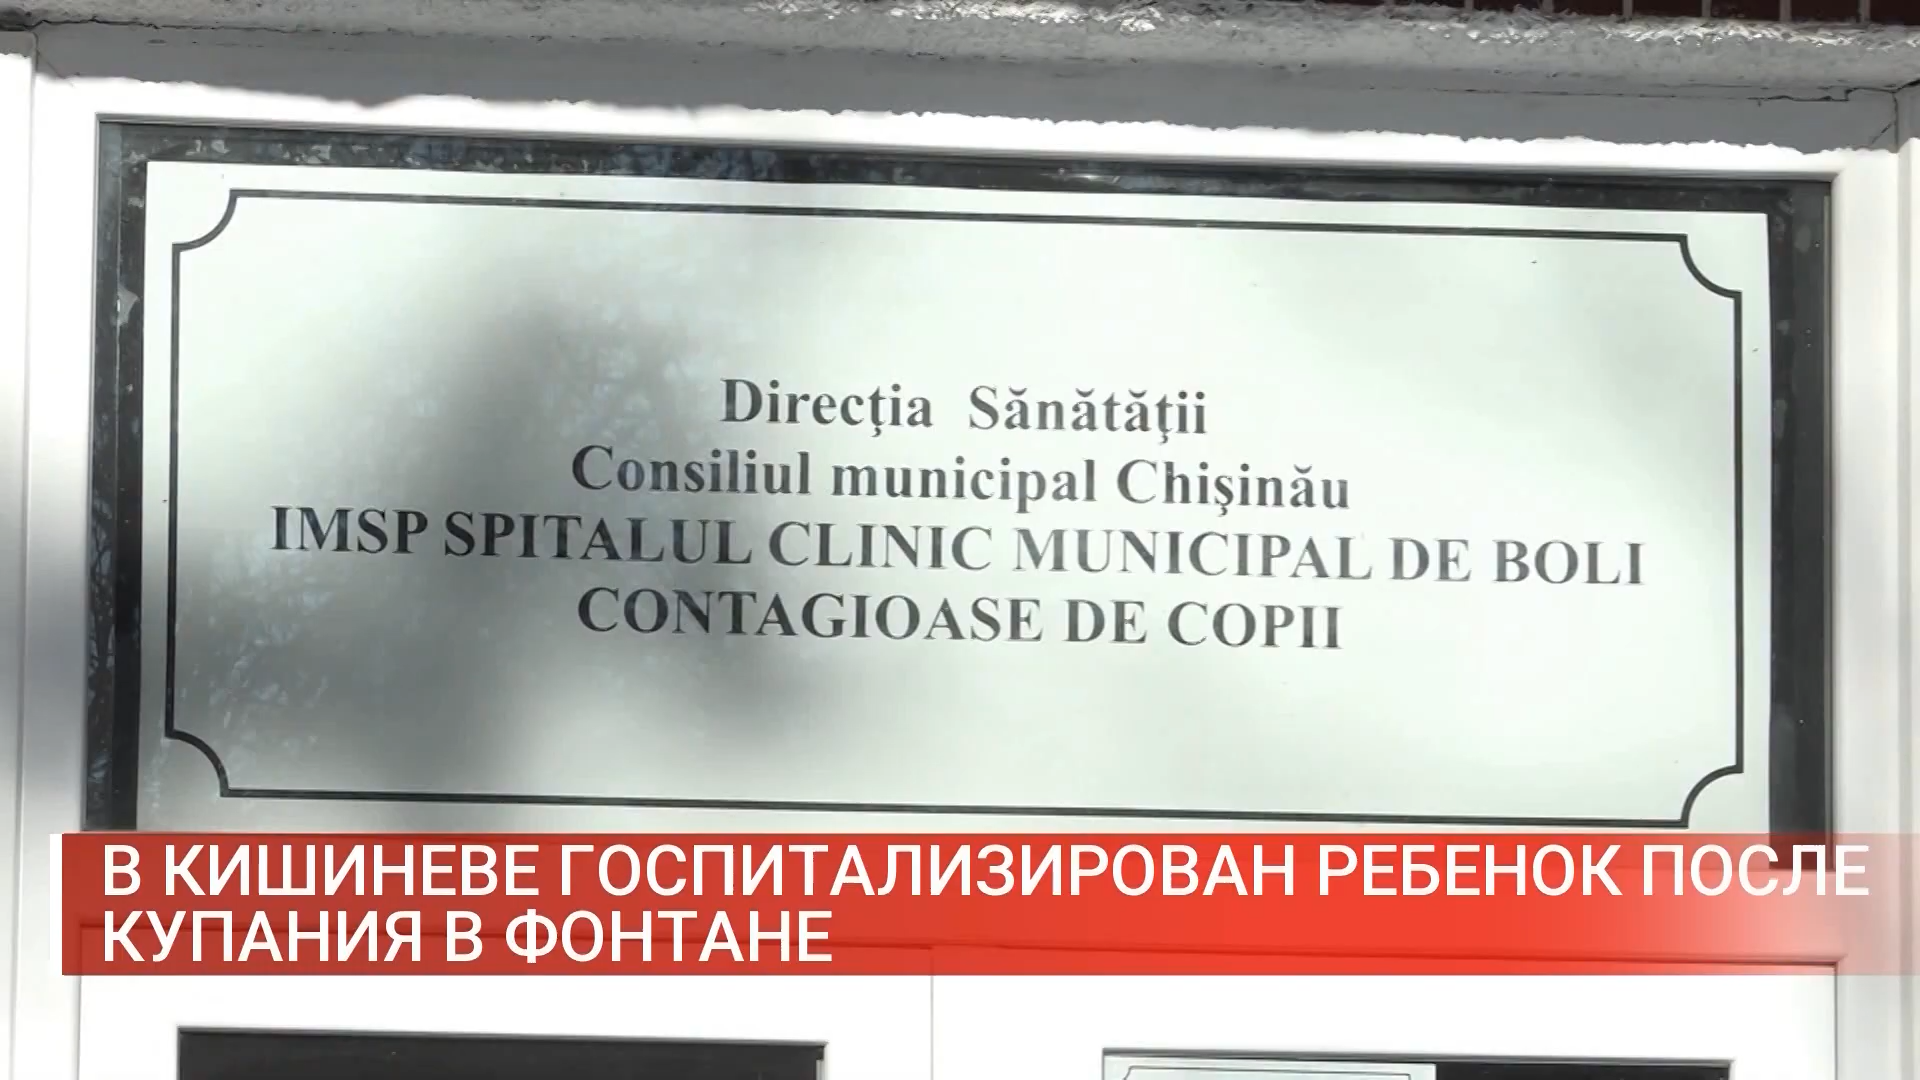 Direcţia Sănătăţii
Consiliul municipal Chişinău
IMSP SPITALUL CLINIC MUNICIPAL DE BOLI
CONTAGIOASE DE COPII
В КИШИНЕВЕ ГОСПИТАЛИЗИРОВАН РЕБЕНОК ПОСЛЕ
КУПАНИЯ В ФОНТАНЕ